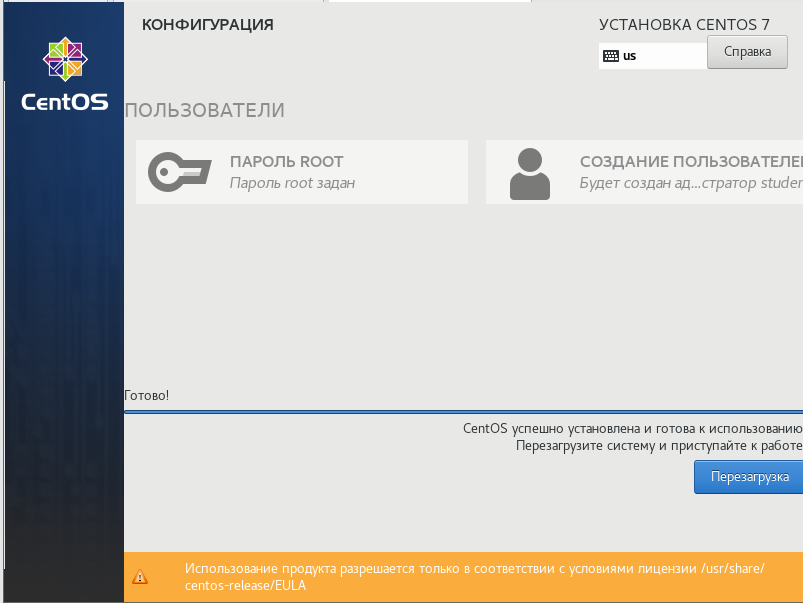 КОНФИГУРАЦИЯ
УСТАНОВКА CENTOS 7
us
Справка
CentOS
ПОЛЬЗОВАТЕЛИ
ПАРОЛЬ ROOT
Пароль root задан
СОЗДАНИЕ ПОЛЬЗОВАТЕЛЕ
Будет создан ад...стратор studen
Готово!
CentOS успешно установлена и готова к использованию
Перезагрузите систему и приступайте к работе
Перезагрузка
Использование продукта разрешается только в соответствии с условиями лицензии /usr/share/
centos-release/EULA